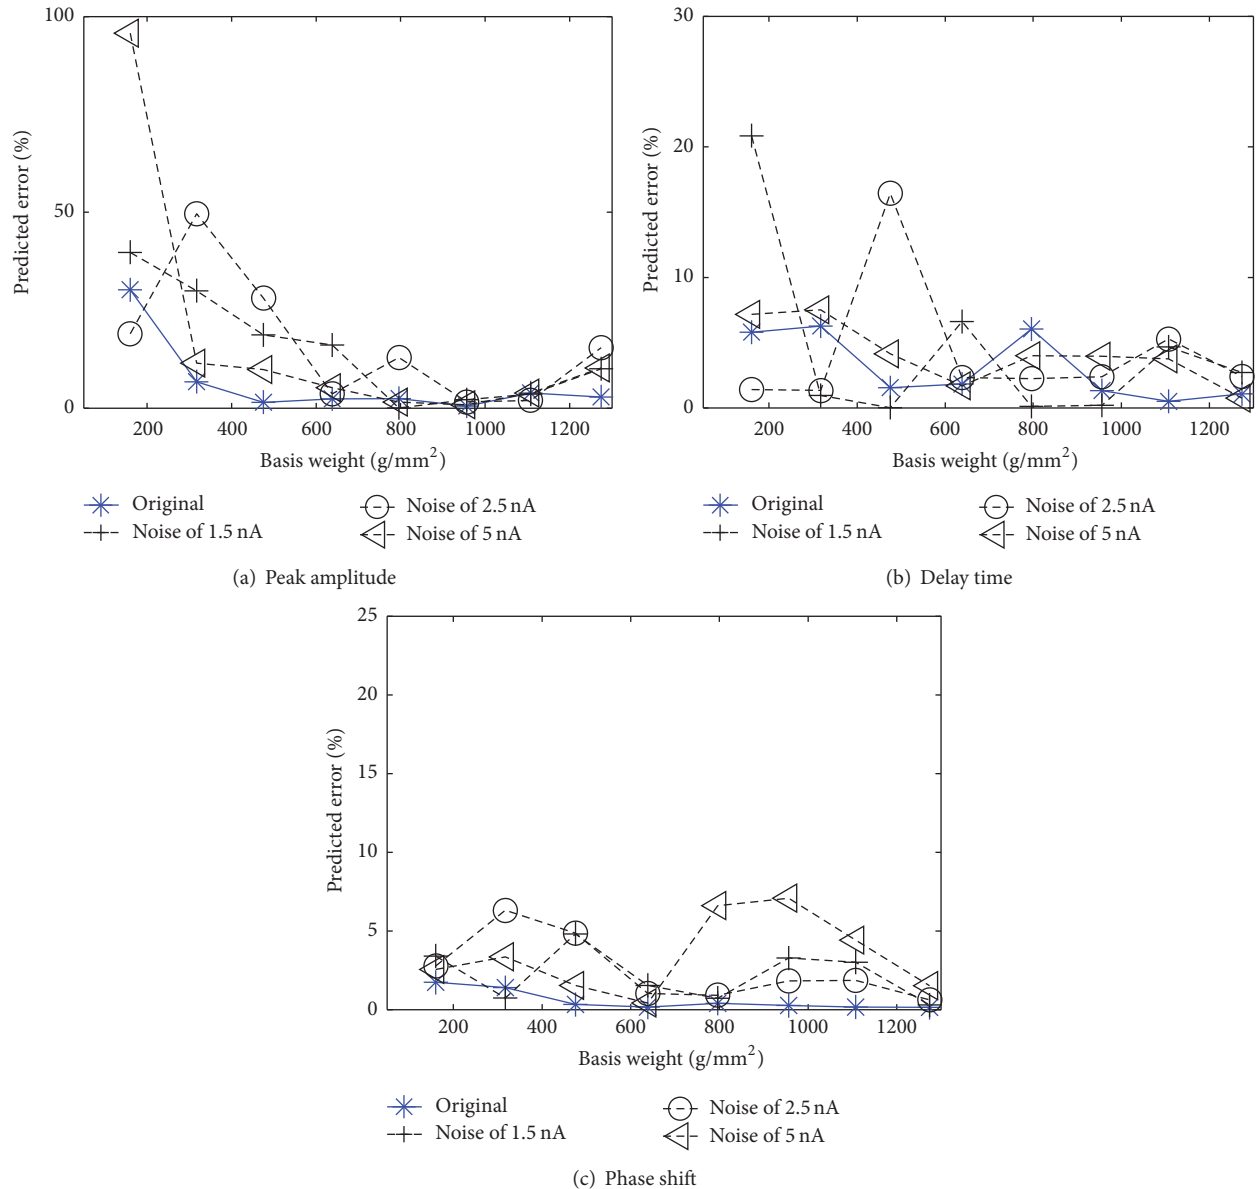 100
50
0
Predicted error (%)
200 400 600 800 1000 1200
Basis weight (g/mm²)
Original
Noise of 1.5 nA
Noise of 2.5 nA
Noise of 5 nA
(a) Peak amplitude
30
20
10
0
Predicted error (%)
200 400 600 800 1000 1200
Basis weight (g/mm²)
Original
Noise of 1.5 nA
Noise of 2.5 nA
Noise of 5 nA
(b) Delay time
25
20
15
10
5
0
Predicted error (%)
200 400 600 800 1000 1200
Basis weight (g/mm²)
Original
Noise of 1.5 nA
Noise of 2.5 nA
Noise of 5 nA
(c) Phase shift